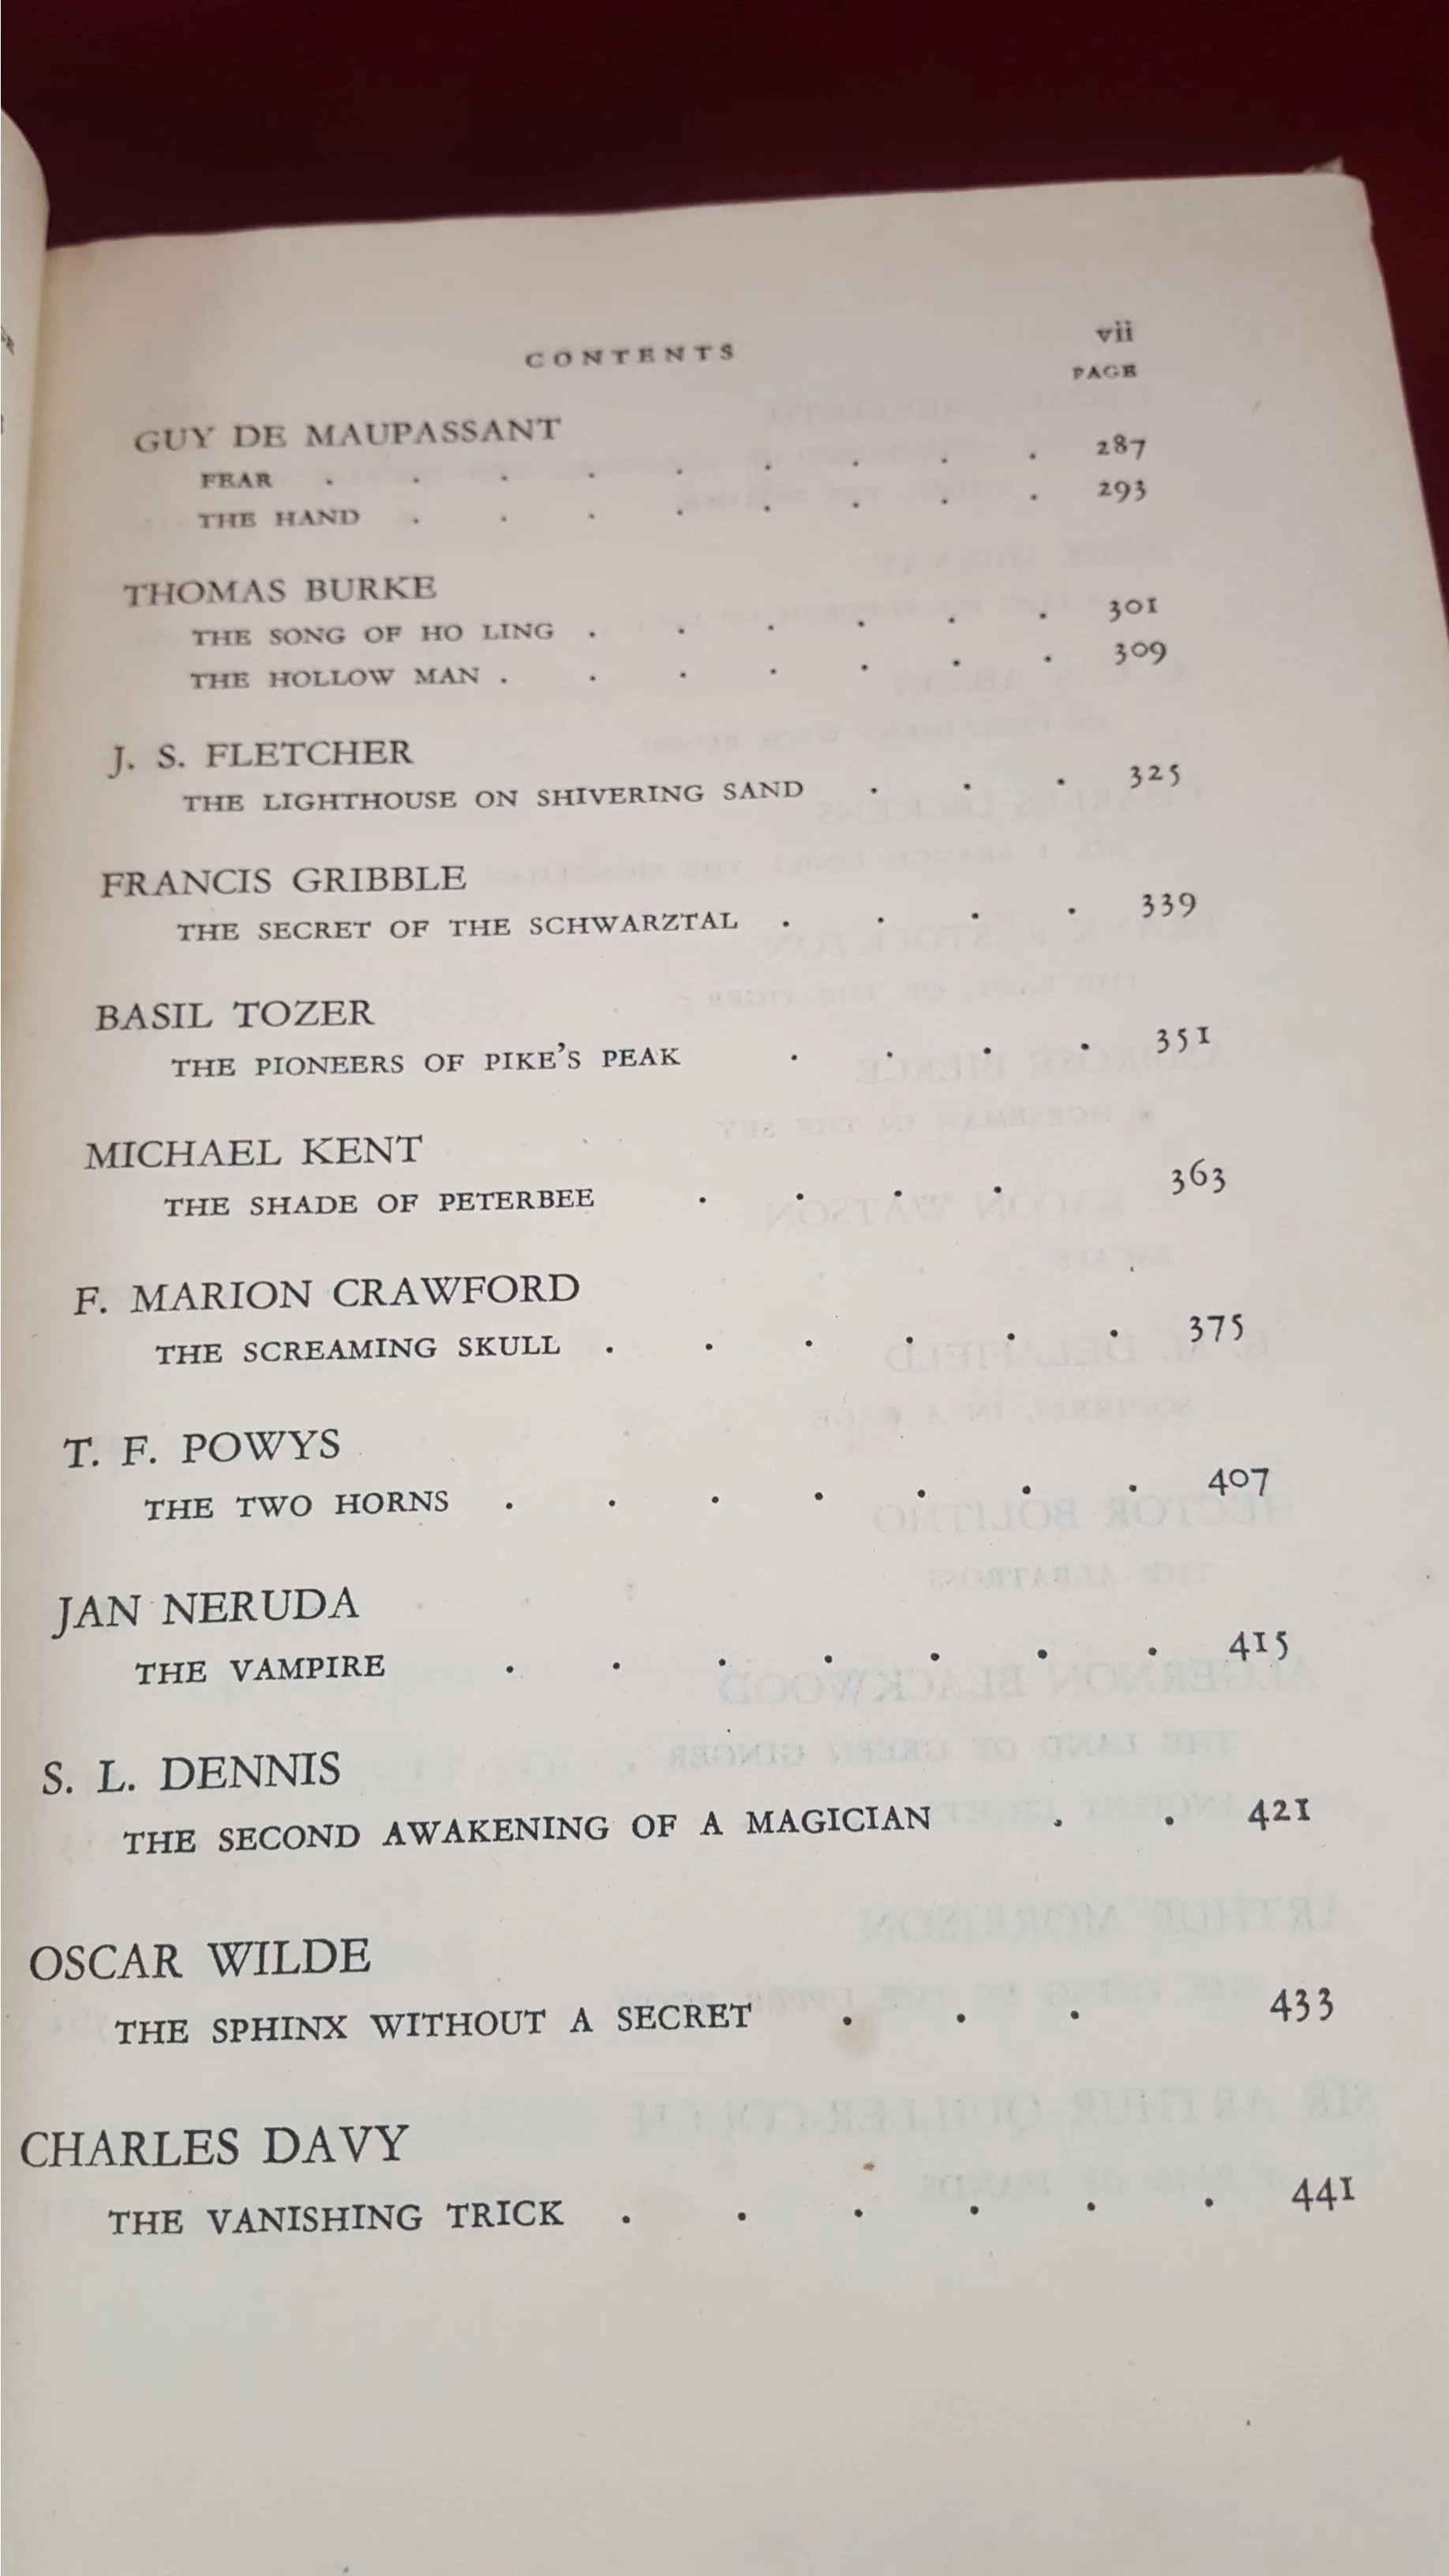 CONTENTS vii
PAGE
GUY DE MAUPASSANT
FEAR . . . . . . . . . 287
THE HAND . . . . . . . . 293
THOMAS BURKE
THE SONG OF HO LING . . . . . . 301
THE HOLLOW MAN . . . . . . . 309
J. S. FLETCHER
THE LIGHTHOUSE ON SHIVERING SAND . . . 325
FRANCIS GRIBBLE
THE SECRET OF THE SCHWARZTAL . . . . 339
BASIL TOZER
THE PIONEERS OF PIKE'S PEAK . . . . 351
MICHAEL KENT
THE SHADE OF PETERBEE . . . . 363
F. MARION CRAWFORD
THE SCREAMING SKULL . . . . . . 375
T. F. POWYS
THE TWO HORNS . . . . . . . 407
JAN NERUDA
THE VAMPIRE . . . . . . . 415
S. L. DENNIS
THE SECOND AWAKENING OF A MAGICIAN . . 421
OSCAR WILDE
THE SPHINX WITHOUT A SECRET . . . 433
CHARLES DAVY
THE VANISHING TRICK . . . . . . 441